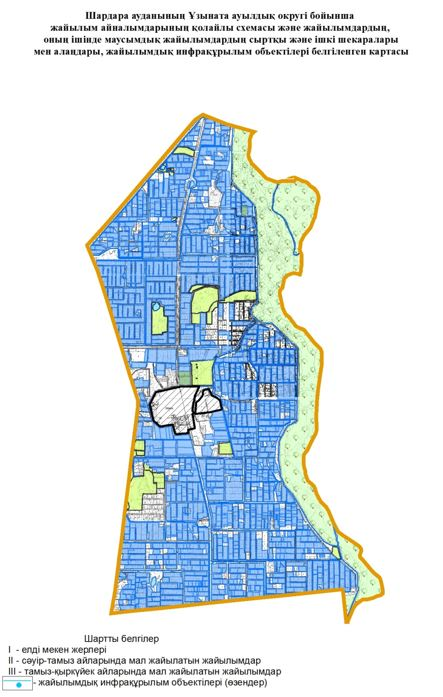 Шардара ауданының Ұзыната ауылдық округі бойынша
жайылым айналымдарының қолайлы схемасы және жайылымдардың,
оның ішінде маусымдық жайылымдардың сыртқы және ішкі шекаралары
мен алаңдары, жайылымдық инфрақұрылым объектілері белгіленген картасы
Шартты белгілер
I - елді мекен жерлері
II - сәуір-тамыз айларында мал жайылатын жайылымдар
III - тамыз-қыркүйек айларында мал жайылатын жайылымдар
- жайылымдық инфрақұрылым объектілері (өзендер)